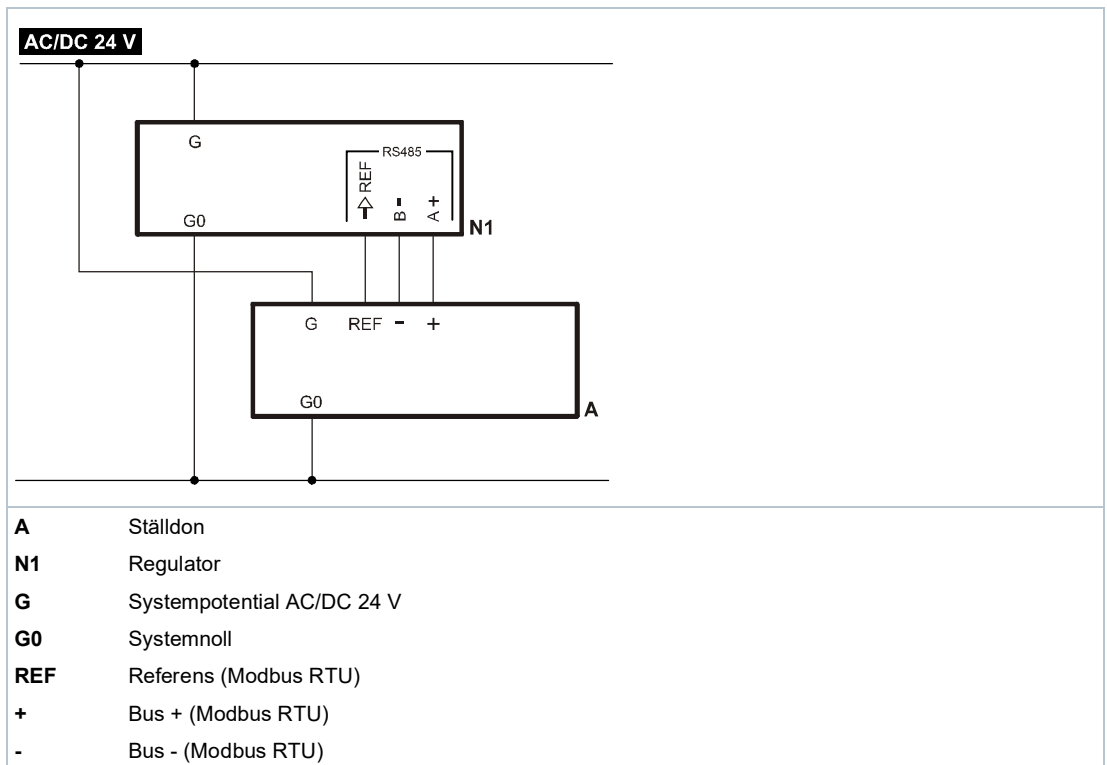 AC/DC 24 V
G
RS485
REF
B -
A +
G0
N1
G REF - +
G0
A
A Ställdon
N1 Regulator
G Systempotential AC/DC 24 V
G0 Systemnoll
REF Referens (Modbus RTU)
+ Bus + (Modbus RTU)
- Bus - (Modbus RTU)